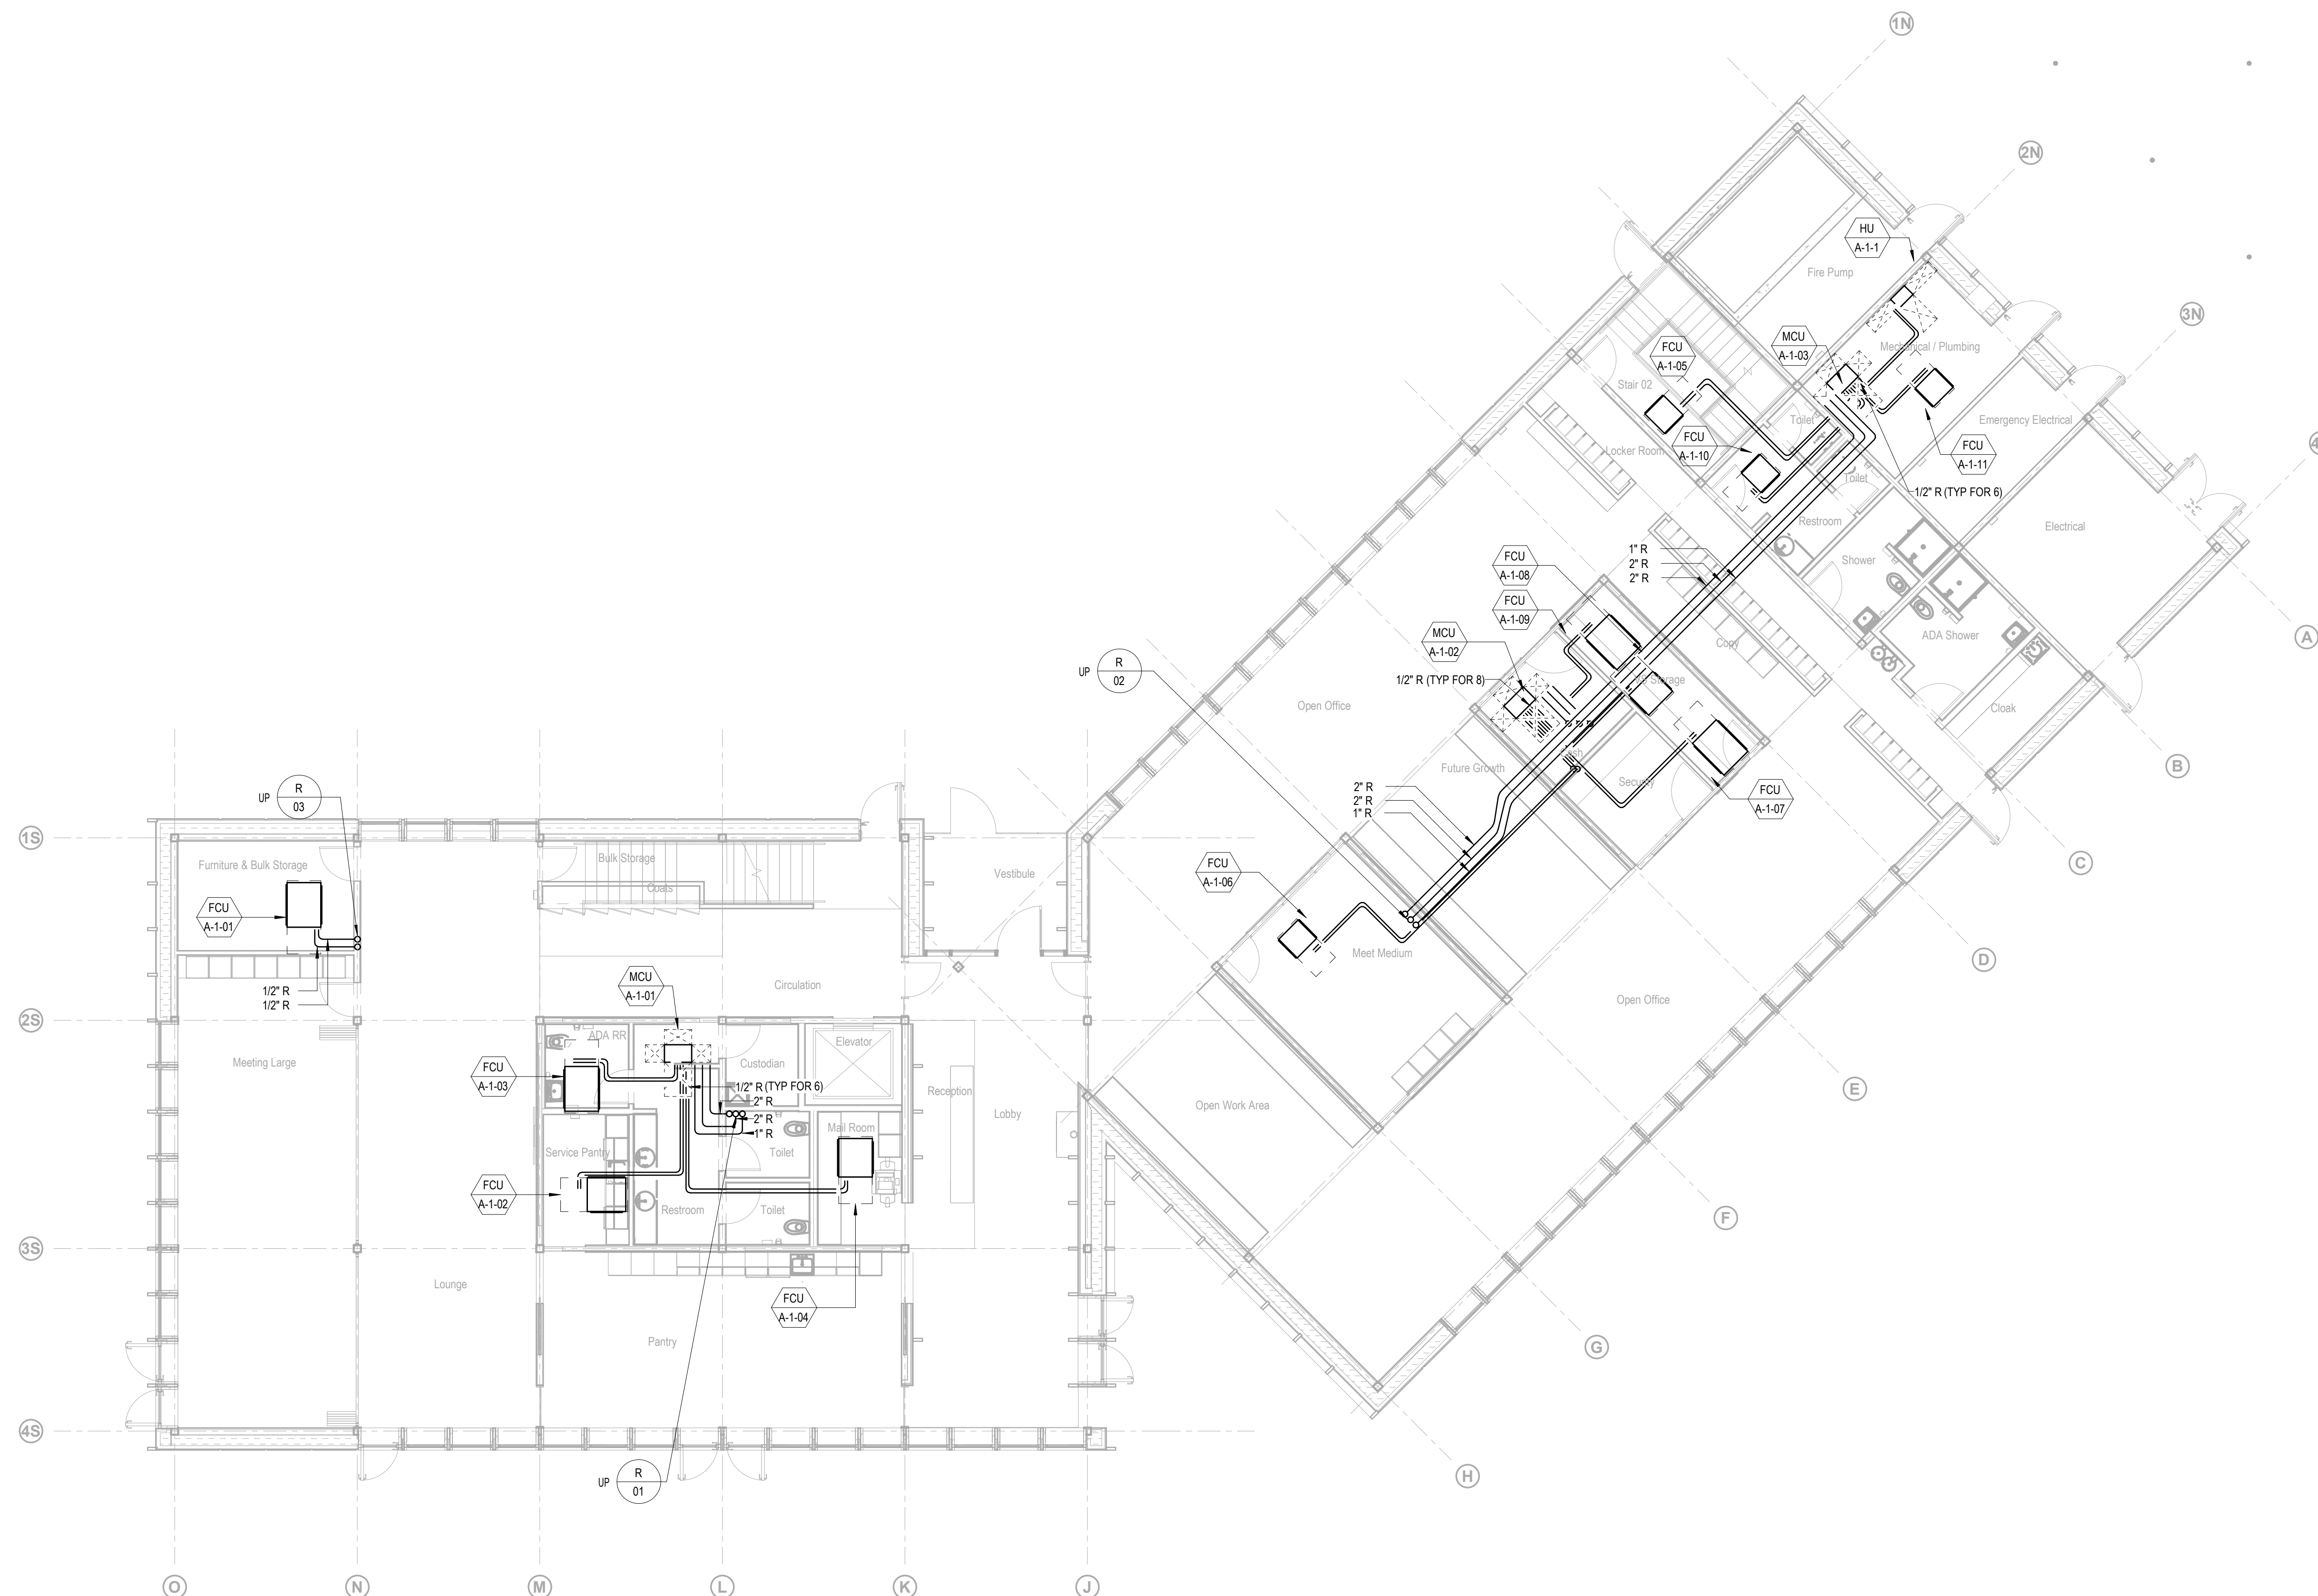 1N
2N
HU
A-1-1
Fire Pump
3N
MCU
A-1-03
Mechanical / Plumbing
FCU
A-1-05
Stair 02
Toilet
Emergency Electrical
FCU
A-1-10
Locker Room
FCU
A-1-11
Toilet
1/2" R (TYP FOR 6)
Restroom
Electrical
1" R
2" R
2" R
FCU
A-1-08
Shower
FCU
A-1-09
ADA Shower
A
MCU
A-1-02
Copy
UP
R
02
1/2" R (TYP FOR 8)
Storage
Open Office
Cloak
B
Future Growth
Security
2" R
2" R
1" R
FCU
A-1-07
UP
R
03
1S
Furniture & Bulk Storage
Bulk Storage
Coats
Vestibule
FCU
A-1-06
C
FCU
A-1-01
Meet Medium
D
1/2" R
1/2" R
MCU
A-1-01
Circulation
Open Office
2S
ADA RR
Custodian
Elevator
Meeting Large
FCU
A-1-03
1/2" R (TYP FOR 6)
2" R
2" R
1" R
Reception
Lobby
Open Work Area
E
Mail Room
Service Pantry
Toilet
FCU
A-1-02
Restroom
Toilet
F
3S
Lounge
FCU
A-1-04
Pantry
G
4S
UP
R
01
H
O
N
M
L
K
J